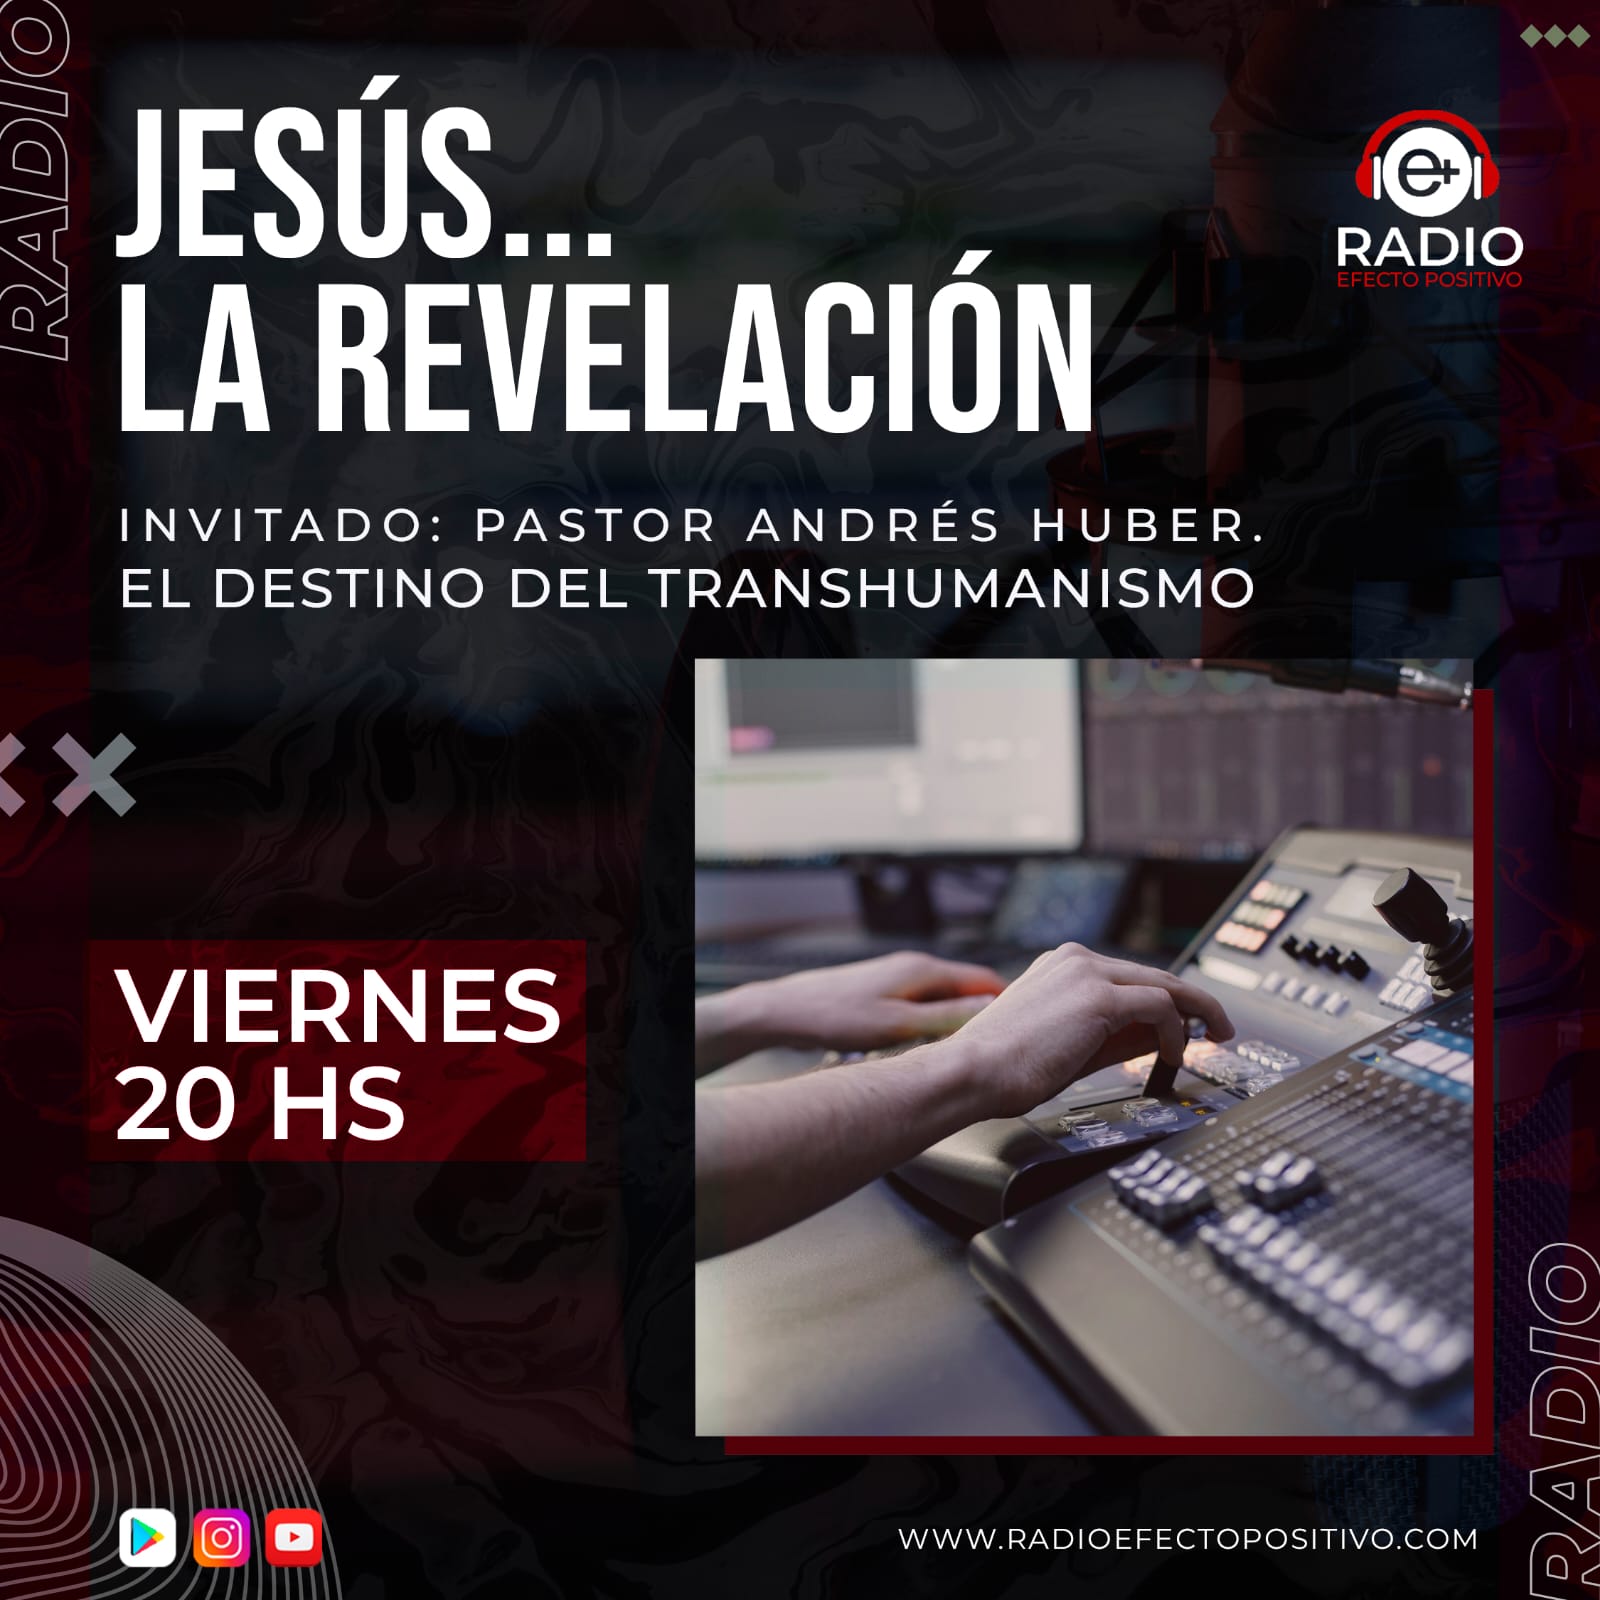 RADIO
JESÚS...
LA REVELACIÓN
e+
RADIO
EFECTO POSITIVO
INVITADO: PASTOR ANDRÉS HUBER.
EL DESTINO DEL TRANSHUMANISMO
VIERNES
20 HS
WWW.RADIOEFECTOPOSITIVO.COM
RADIO